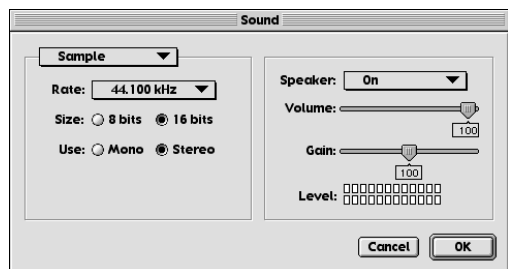 Sound
Sample
Rate: 44.100 kHz
Size: 8 bits 16 bits
Use: Mono Stereo
Speaker: On
Volume:
100
Gain:
100
Level:
Cancel OK